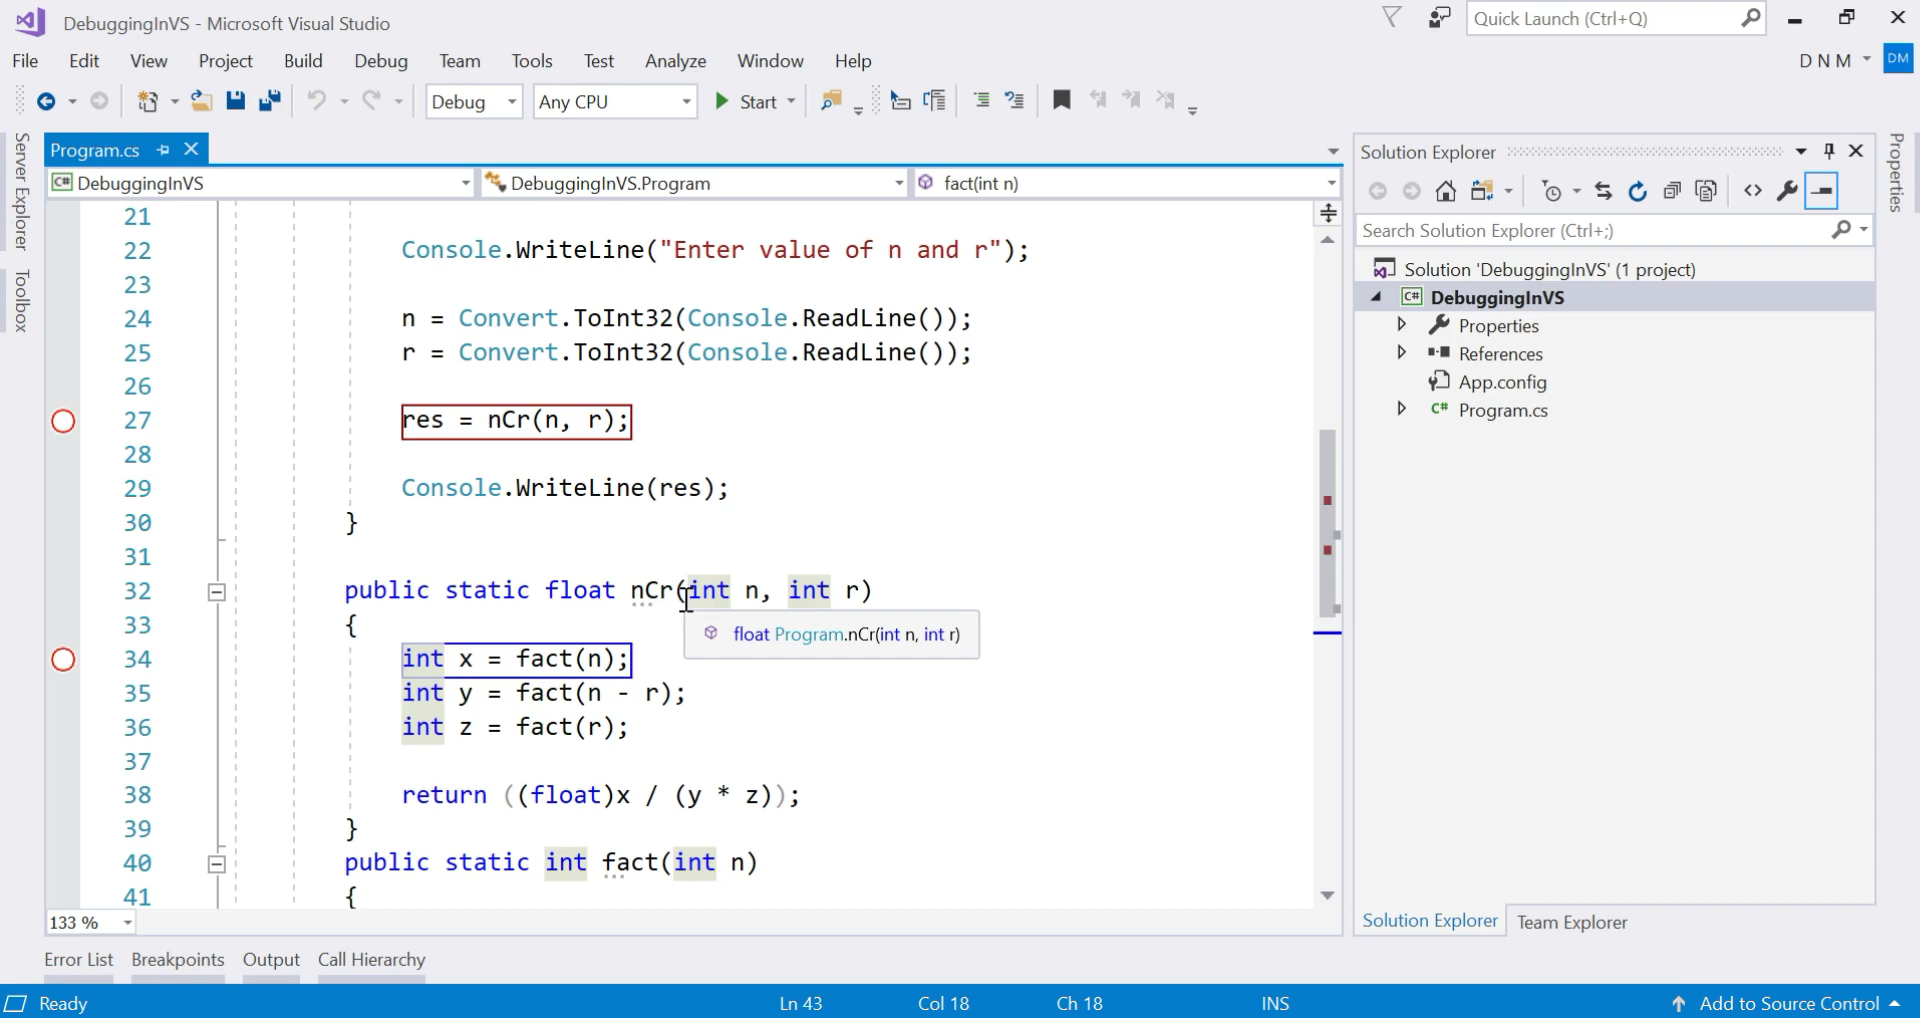 DebuggingInVS - Microsoft Visual Studio
Quick Launch (Ctrl+Q)
File Edit View Project Build Debug Team Tools Test Analyze Window Help
D N M DM
Debug Any CPU Start
Server Explorer
Toolbox
Program.cs
DebuggingInVS DebuggingInVS.Program fact(int n)
21
22 Console.WriteLine("Enter value of n and r");
23
24 n = Convert.ToInt32(Console.ReadLine());
25 r = Convert.ToInt32(Console.ReadLine());
26
27 res = nCr(n, r);
28
29 Console.WriteLine(res);
30 }
31
32 public static float nCr(int n, int r)
33 {
float Program.nCr(int n, int r)
34 int x = fact(n);
35 int y = fact(n - r);
36 int z = fact(r);
37
38 return ((float)x / (y * z));
39 }
40 public static int fact(int n)
41 {
133 %
Solution Explorer
Search Solution Explorer (Ctrl+;)
Solution 'DebuggingInVS' (1 project)
C# DebuggingInVS
Properties
References
App.config
C# Program.cs
Solution Explorer Team Explorer
Properties
Error List Breakpoints Output Call Hierarchy
Ready Ln 43 Col 18 Ch 18 INS Add to Source Control